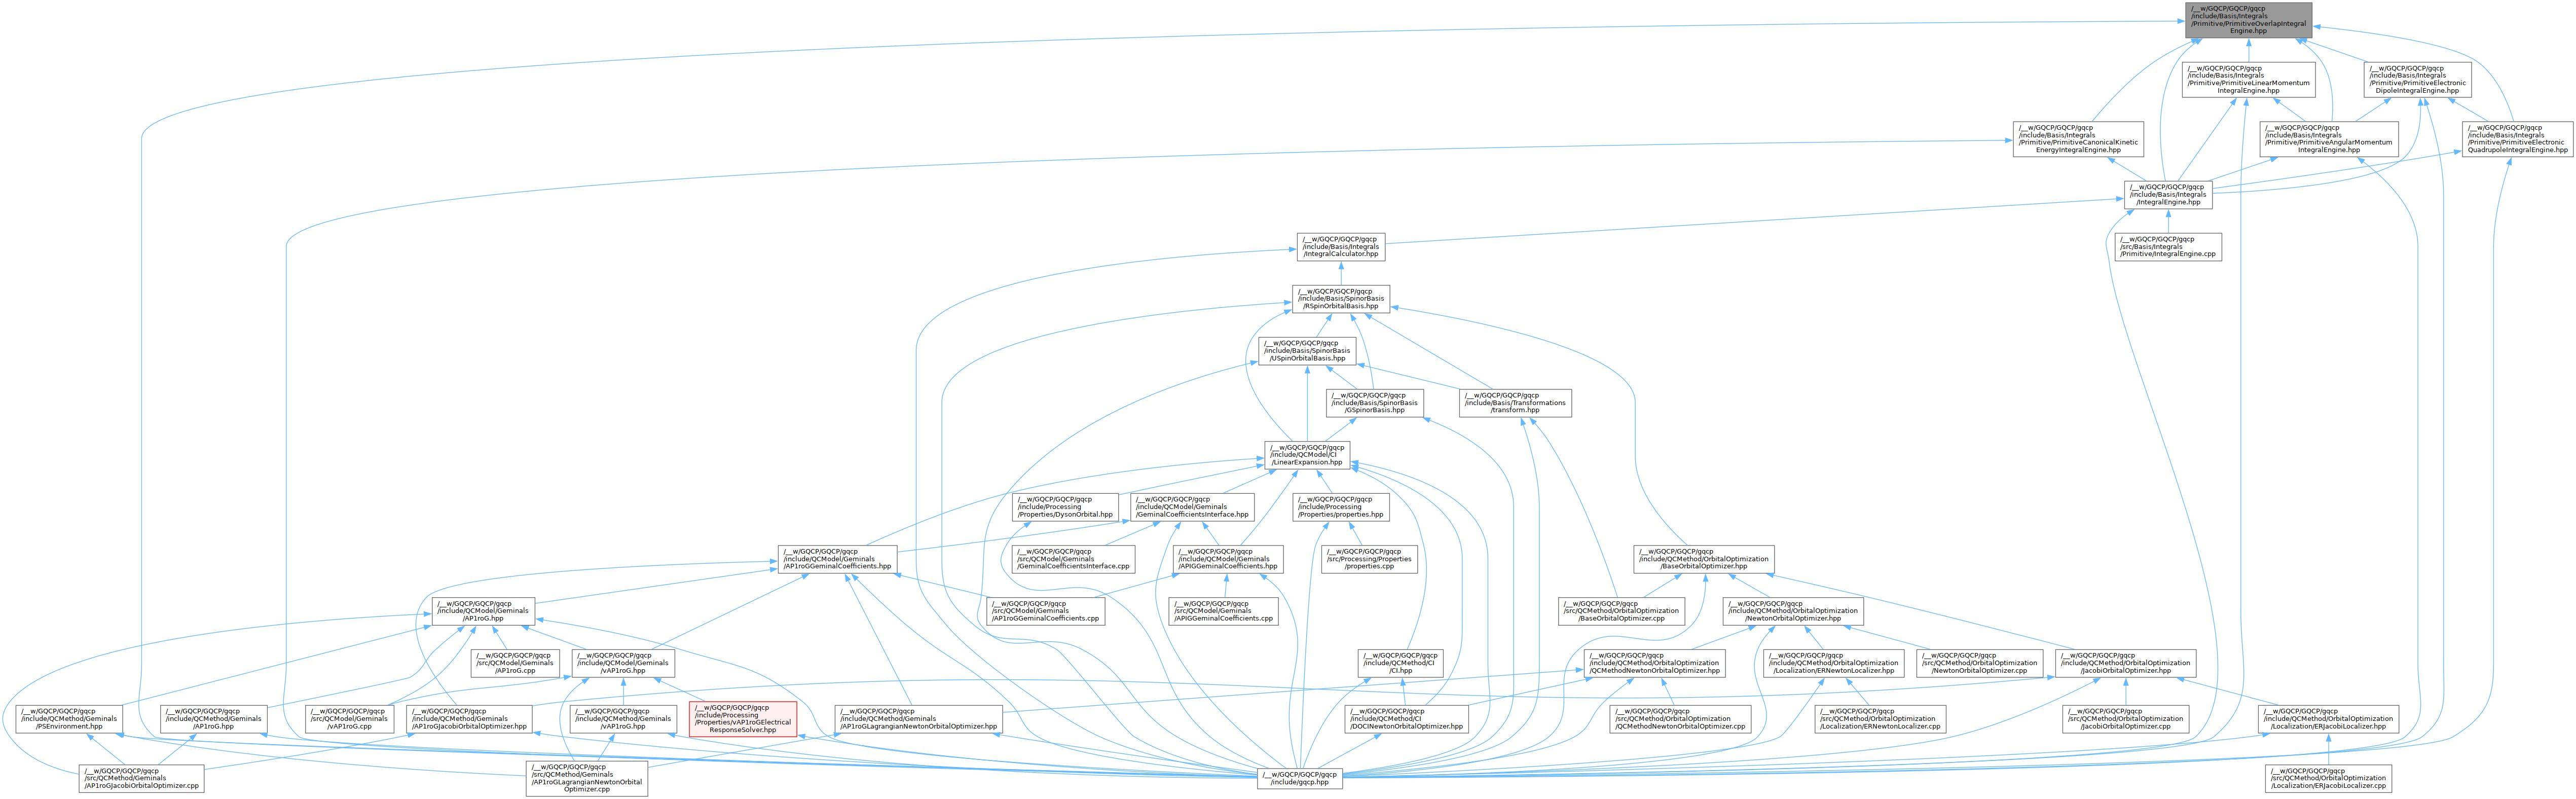 /__w/GQCP/GQCP/gqcp
/include/Basis/Integrals
/Primitive/PrimitiveOverlapIntegral
Engine.hpp
/__w/GQCP/GQCP/gqcp
/include/Basis/Integrals
/Primitive/PrimitiveLinearMomentum
IntegralEngine.hpp
/__w/GQCP/GQCP/gqcp
/include/Basis/Integrals
/Primitive/PrimitiveElectronic
DipoleIntegralEngine.hpp
/__w/GQCP/GQCP/gqcp
/include/Basis/Integrals
/Primitive/PrimitiveCanonicalKinetic
EnergyIntegralEngine.hpp
/__w/GQCP/GQCP/gqcp
/include/Basis/Integrals
/Primitive/PrimitiveAngularMomentum
IntegralEngine.hpp
/__w/GQCP/GQCP/gqcp
/include/Basis/Integrals
/Primitive/PrimitiveElectronic
QuadrupoleIntegralEngine.hpp
/__w/GQCP/GQCP/gqcp
/include/Basis/Integrals
/IntegralEngine.hpp
/__w/GQCP/GQCP/gqcp
/include/Basis/Integrals
/IntegralCalculator.hpp
/__w/GQCP/GQCP/gqcp
/src/Basis/Integrals
/Primitive/IntegralEngine.cpp
/__w/GQCP/GQCP/gqcp
/include/Basis/SpinorBasis
/RSpinOrbitalBasis.hpp
/__w/GQCP/GQCP/gqcp
/include/Basis/SpinorBasis
/USpinOrbitalBasis.hpp
/__w/GQCP/GQCP/gqcp
/include/Basis/SpinorBasis
/GSpinorBasis.hpp
/__w/GQCP/GQCP/gqcp
/include/Basis/Transformations
/transform.hpp
/__w/GQCP/GQCP/gqcp
/include/QCModel/CI
/LinearExpansion.hpp
/__w/GQCP/GQCP/gqcp
/include/Processing
/Properties/DysonOrbital.hpp
/__w/GQCP/GQCP/gqcp
/include/QCModel/Geminals
/GeminalCoefficientsInterface.hpp
/__w/GQCP/GQCP/gqcp
/include/Processing
/Properties/properties.hpp
/__w/GQCP/GQCP/gqcp
/include/QCModel/Geminals
/AP1roGGeminalCoefficients.hpp
/__w/GQCP/GQCP/gqcp
/src/QCModel/Geminals
/GeminalCoefficientsInterface.cpp
/__w/GQCP/GQCP/gqcp
/include/QCModel/Geminals
/APIGGeminalCoefficients.hpp
/__w/GQCP/GQCP/gqcp
/src/Processing/Properties
/properties.cpp
/__w/GQCP/GQCP/gqcp
/include/QCMethod/OrbitalOptimization
/BaseOrbitalOptimizer.hpp
/__w/GQCP/GQCP/gqcp
/include/QCModel/Geminals
/AP1roG.hpp
/__w/GQCP/GQCP/gqcp
/src/QCModel/Geminals
/AP1roGGeminalCoefficients.cpp
/__w/GQCP/GQCP/gqcp
/src/QCModel/Geminals
/APIGGeminalCoefficients.cpp
/__w/GQCP/GQCP/gqcp
/src/QCMethod/OrbitalOptimization
/BaseOrbitalOptimizer.cpp
/__w/GQCP/GQCP/gqcp
/include/QCMethod/OrbitalOptimization
/NewtonOrbitalOptimizer.hpp
/__w/GQCP/GQCP/gqcp
/src/QCModel/Geminals
/AP1roG.cpp
/__w/GQCP/GQCP/gqcp
/include/QCModel/Geminals
/vAP1roG.hpp
/__w/GQCP/GQCP/gqcp
/include/QCMethod/CI
/CI.hpp
/__w/GQCP/GQCP/gqcp
/include/QCMethod/OrbitalOptimization
/QCMethodNewtonOrbitalOptimizer.hpp
/__w/GQCP/GQCP/gqcp
/include/QCMethod/OrbitalOptimization
/Localization/ERNewtonLocalizer.hpp
/__w/GQCP/GQCP/gqcp
/src/QCMethod/OrbitalOptimization
/NewtonOrbitalOptimizer.cpp
/__w/GQCP/GQCP/gqcp
/include/QCMethod/OrbitalOptimization
/JacobiOrbitalOptimizer.hpp
/__w/GQCP/GQCP/gqcp
/include/QCMethod/Geminals
/PSEnvironment.hpp
/__w/GQCP/GQCP/gqcp
/include/QCMethod/Geminals
/AP1roG.hpp
/__w/GQCP/GQCP/gqcp
/src/QCModel/Geminals
/vAP1roG.cpp
/__w/GQCP/GQCP/gqcp
/include/QCMethod/Geminals
/AP1roGJacobiOrbitalOptimizer.hpp
/__w/GQCP/GQCP/gqcp
/include/QCMethod/Geminals
/vAP1roG.hpp
/__w/GQCP/GQCP/gqcp
/include/Processing
/Properties/vAP1roGElectrical
ResponseSolver.hpp
/__w/GQCP/GQCP/gqcp
/include/QCMethod/Geminals
/AP1roGLagrangianNewtonOrbitalOptimizer.hpp
/__w/GQCP/GQCP/gqcp
/include/QCMethod/CI
/DOCINewtonOrbitalOptimizer.hpp
/__w/GQCP/GQCP/gqcp
/src/QCMethod/OrbitalOptimization
/QCMethodNewtonOrbitalOptimizer.cpp
/__w/GQCP/GQCP/gqcp
/src/QCMethod/OrbitalOptimization
/Localization/ERNewtonLocalizer.cpp
/__w/GQCP/GQCP/gqcp
/src/QCMethod/OrbitalOptimization
/JacobiOrbitalOptimizer.cpp
/__w/GQCP/GQCP/gqcp
/include/QCMethod/OrbitalOptimization
/Localization/ERJacobiLocalizer.hpp
/__w/GQCP/GQCP/gqcp
/src/QCMethod/Geminals
/AP1roGJacobiOrbitalOptimizer.cpp
/__w/GQCP/GQCP/gqcp
/src/QCMethod/Geminals
/AP1roGLagrangianNewtonOrbital
Optimizer.cpp
/__w/GQCP/GQCP/gqcp
/include/gqcp.hpp
/__w/GQCP/GQCP/gqcp
/src/QCMethod/OrbitalOptimization
/Localization/ERJacobiLocalizer.cpp